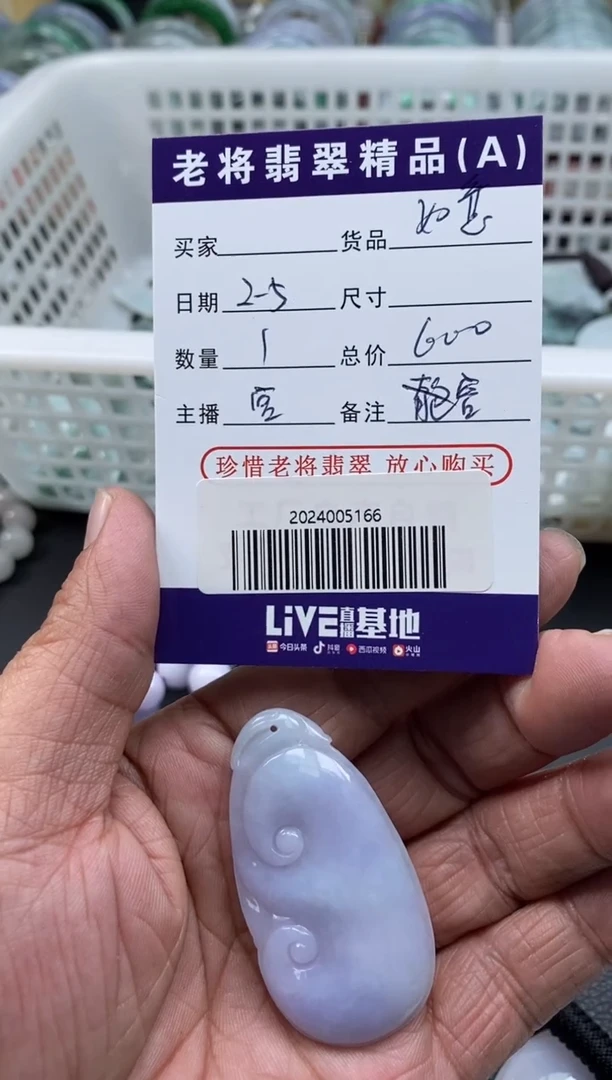 老将翡翠精品(A)
买家 货品 如意
日期 2-5 尺寸
数量 1 总价 600
主播 宫 备注
珍惜老将翡翠 放心购买
2024005166
LiVE直播基地
今日头条 抖音 西瓜视频 火山